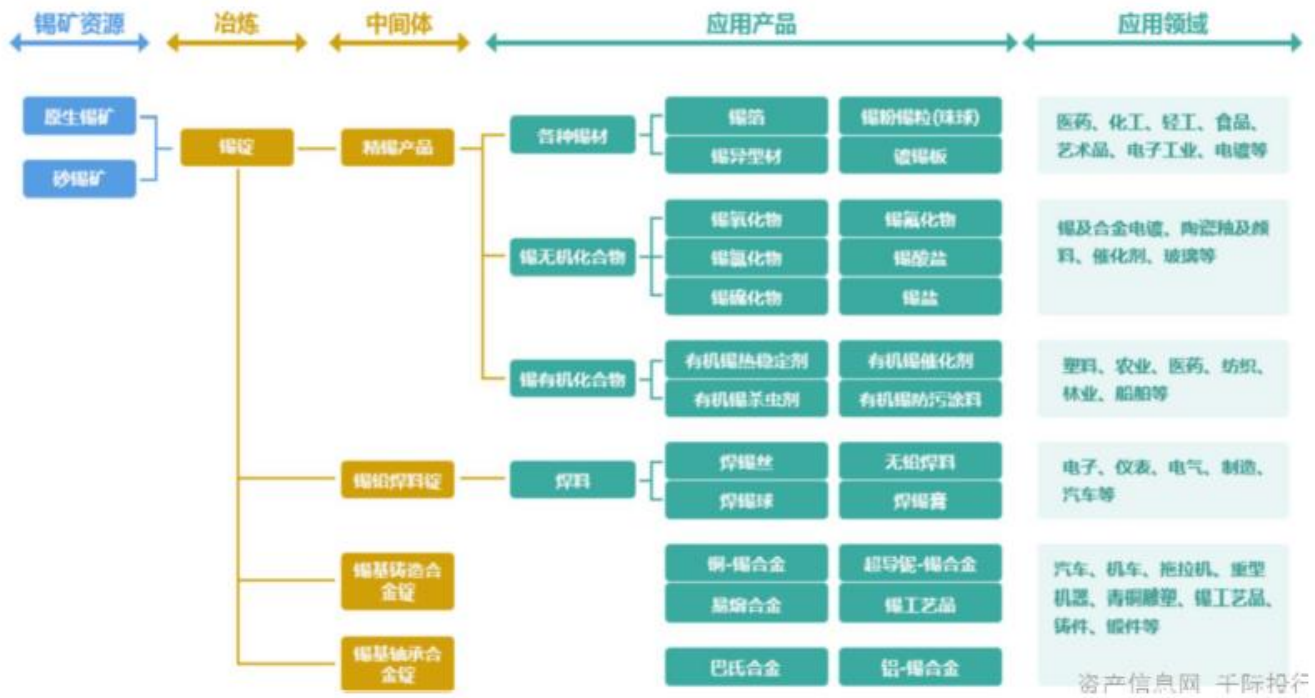 锡矿资源
冶炼
中间体
应用产品
应用领域
原生锡矿
砂锡矿
锡锭
精锡产品
各种锡材
锡箔
锡粉锡粒(珠球)
锡异型材
镀锡板
医药、化工、轻工、食品、
艺术品、电子工业、电镀等
锡无机化合物
锡氧化物
锡氟化物
锡氯化物
锡酸盐
锡硫化物
锡盐
锡及合金电镀、陶瓷釉及颜
料、催化剂、玻璃等
锡有机化合物
有机锡热稳定剂
有机锡催化剂
有机锡杀虫剂
有机锡防污涂料
塑料、农业、医药、纺织、
林业、船舶等
锡铅焊料锭
焊料
焊锡丝
无铅焊料
焊锡球
焊锡膏
电子、仪表、电气、制造、
汽车等
锡基铸造合
金锭
铜-锡合金
超导铌-锡合金
易熔合金
锡工艺品
汽车、机车、拖拉机、重型
机器、青铜雕塑、锡工艺品、
铸件、锻件等
锡基轴承合
金锭
巴氏合金
铝-锡合金
资产信息网 千际投行